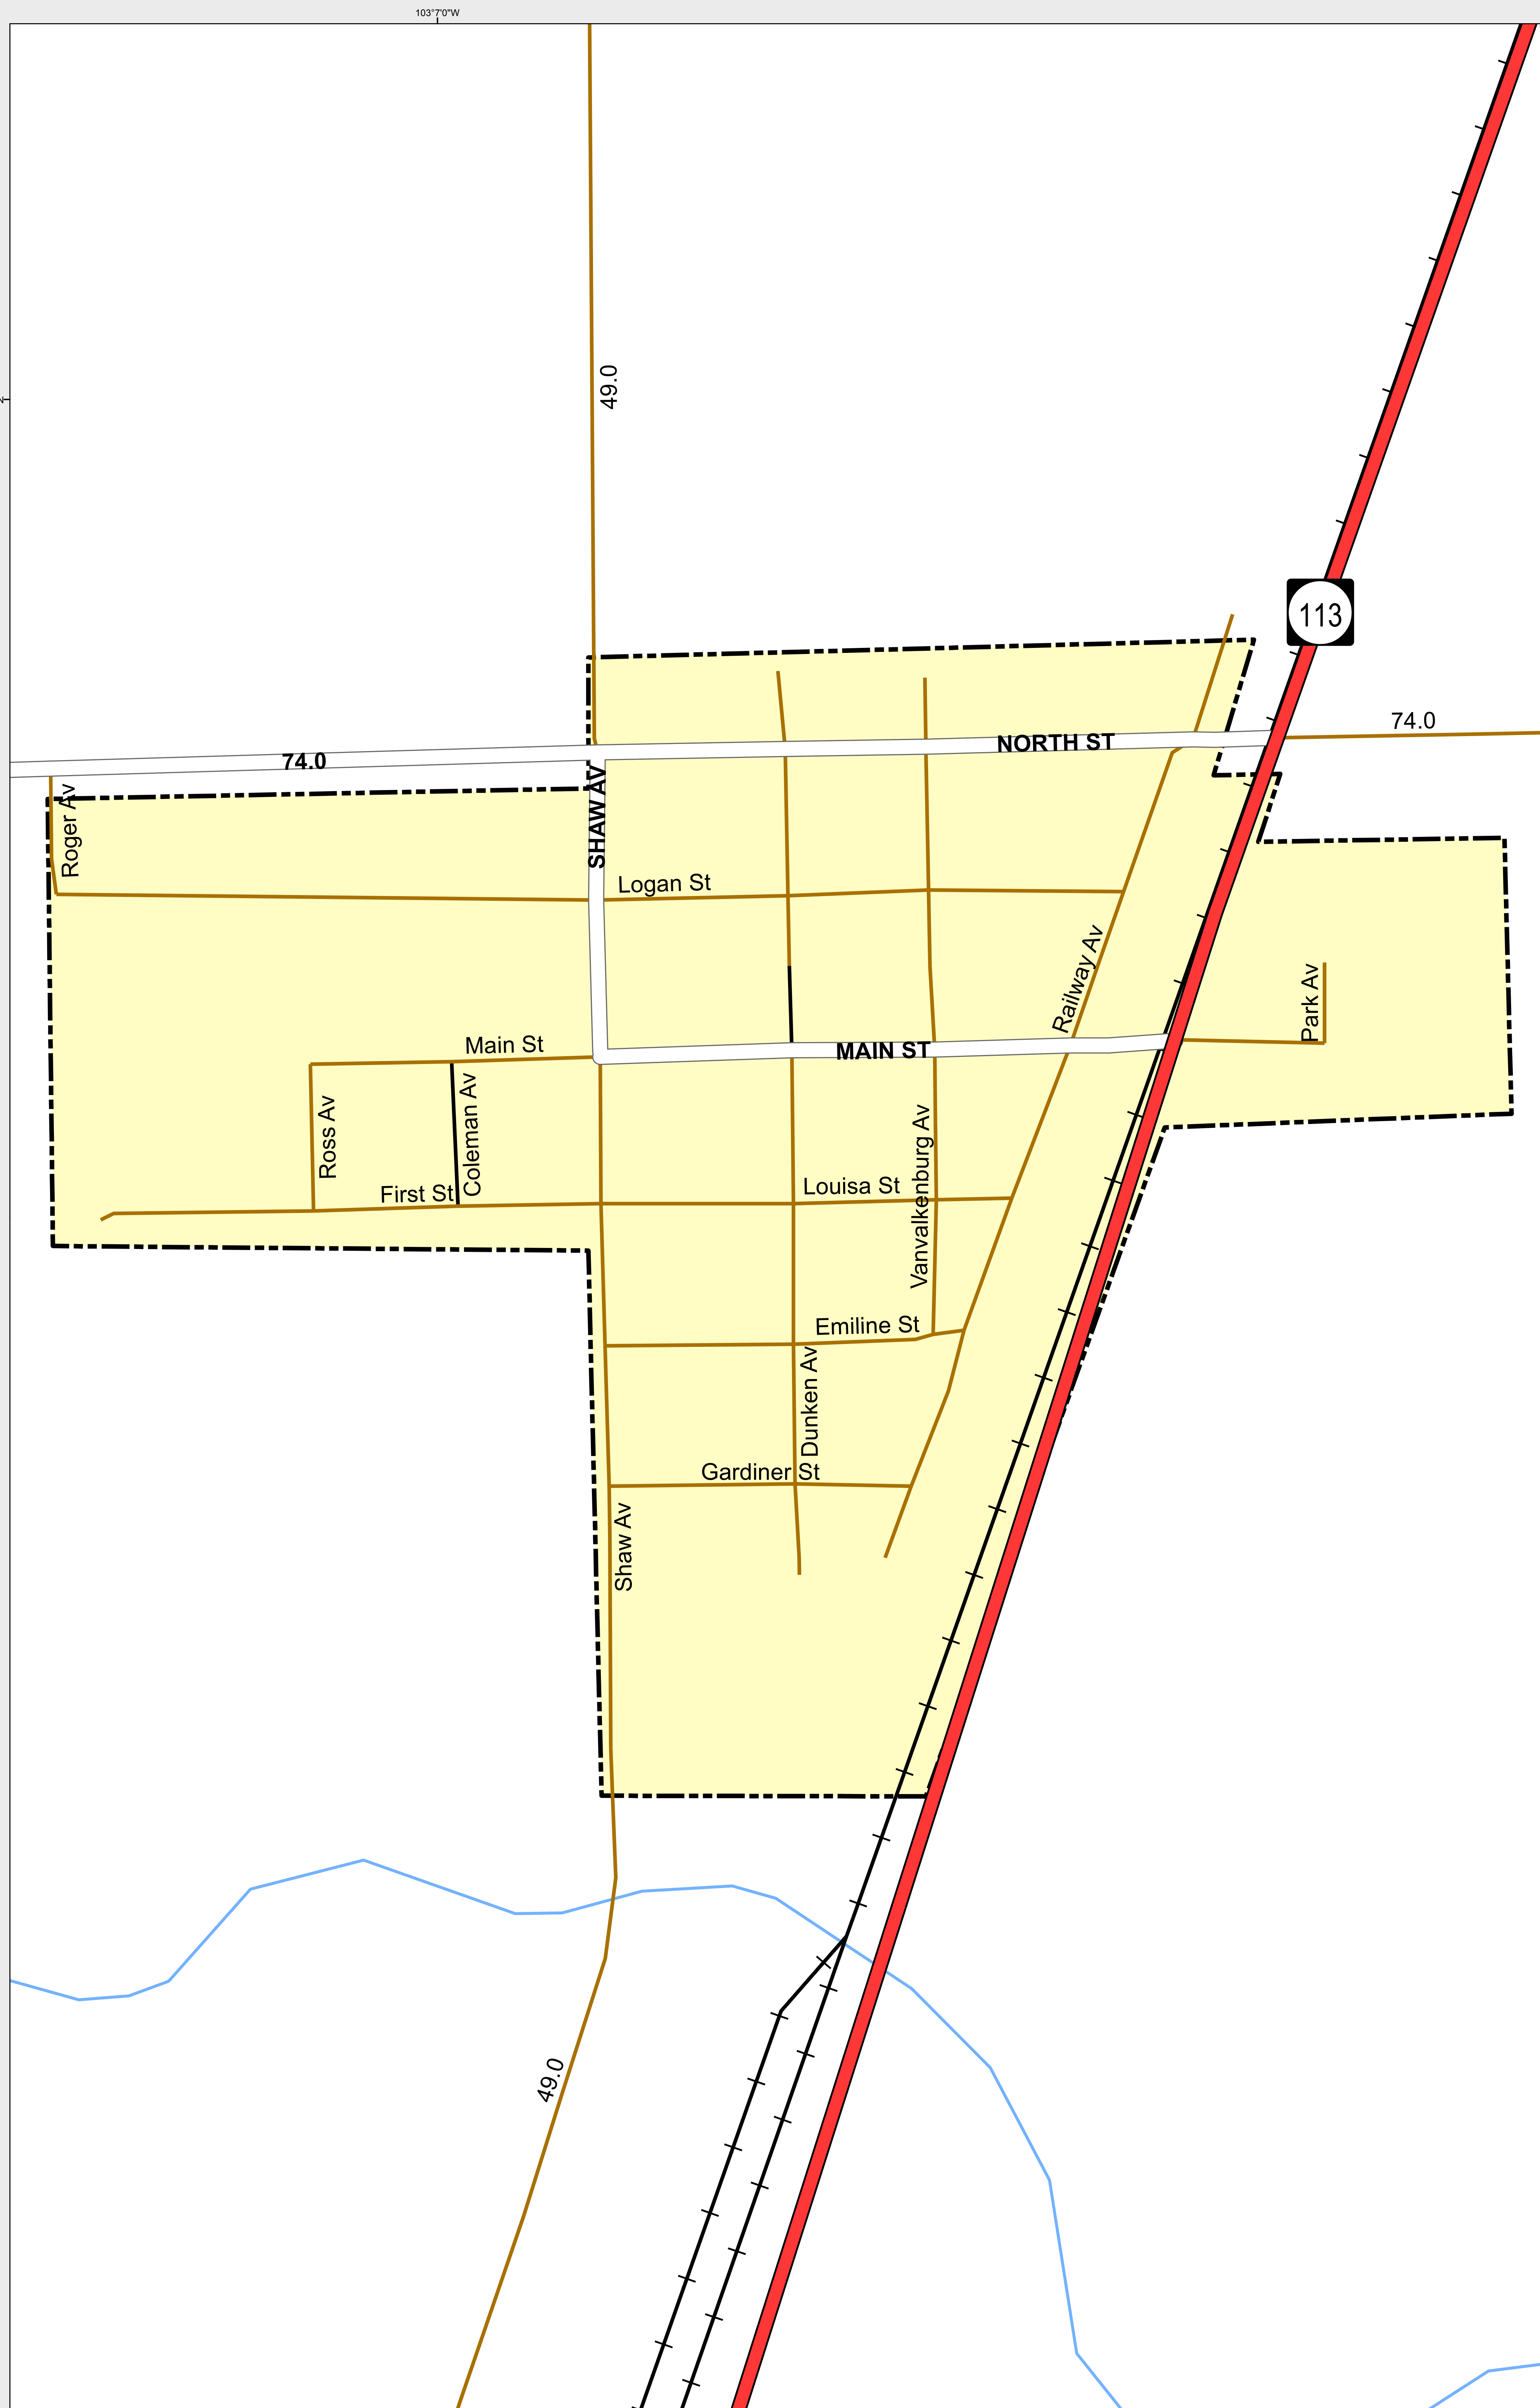 103°7'0"W
49.0
113
74.0
NORTH ST
74.0
Roger Av
SHAW AV
Logan St
Railway Av
Park Av
Main St
MAIN ST
Ross Av
Coleman Av
Vanvalkenburg Av
First St
Louisa St
Emiline St
Dunken Av
Gardiner St
Shaw Av
49.0